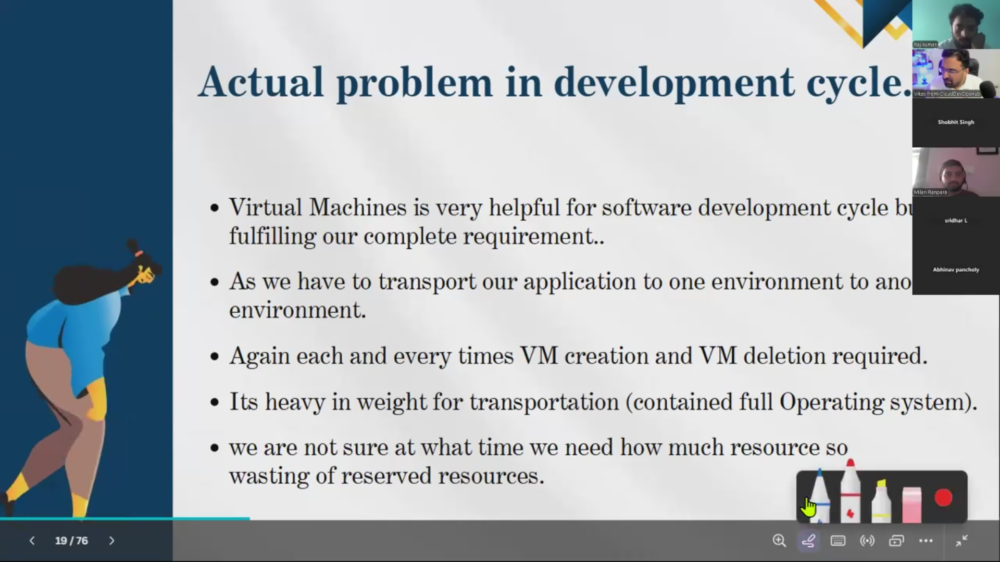 Actual problem in development cycle.
• Virtual Machines is very helpful for software development cycle
fulfilling our complete requirement..
• As we have to transport our application to one environment to
environment.
• Again each and every times VM creation and VM deletion required.
• Its heavy in weight for transportation (contained full Operating system).
• we are not sure at what time we need how much resource so
wasting of reserved resources.
19 / 76
Raj kumar
Vikas from CloudDevOpsHub
Shobhit Singh
Milan Ranpara
sridhar L
Abhinav pancholy